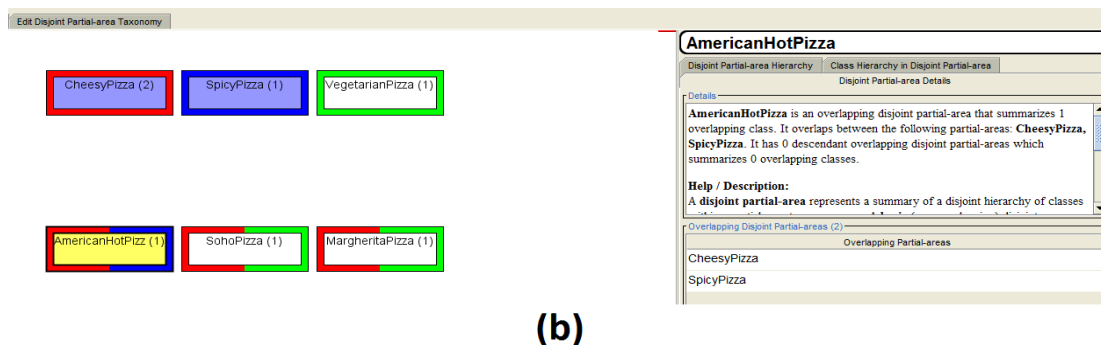 Edit Disjoint Partial-area Taxonomy
CheesyPizza (2)
SpicyPizza (1)
VegetarianPizza (1)
AmericanHotPizz (1)
SohoPizza (1)
MargheritaPizza (1)
AmericanHotPizza
Disjoint Partial-area Hierarchy
Class Hierarchy in Disjoint Partial-area
Disjoint Partial-area Details
Details
AmericanHotPizza is an overlapping disjoint partial-area that summarizes 1
overlapping class. It overlaps between the following partial-areas: CheesyPizza,
SpicyPizza. It has 0 descendant overlapping disjoint partial-areas which
summarizes 0 overlapping classes.
Help / Description:
A disjoint partial-area represents a summary of a disjoint hierarchy of classes
Overlapping Disjoint Partial-areas (2)
Overlapping Partial-areas
CheesyPizza
SpicyPizza
(b)